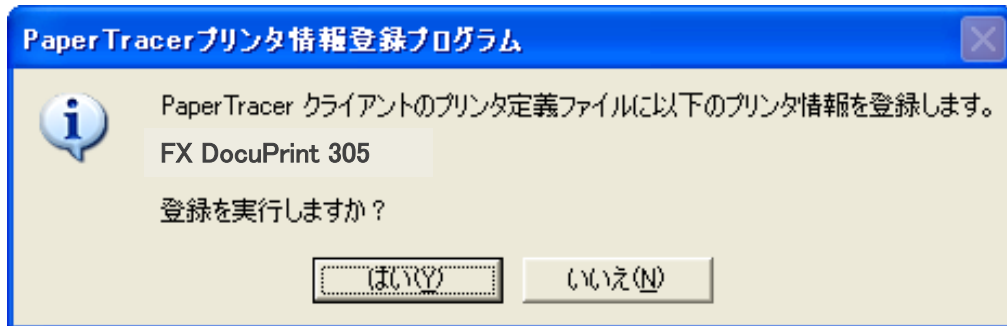 PaperTracerプリンタ情報登録プログラム
PaperTracer クライアントのプリンタ定義ファイルに以下のプリンタ情報を登録します。
FX DocuPrint 305
登録を実行しますか？
はい(Y) いいえ(N)